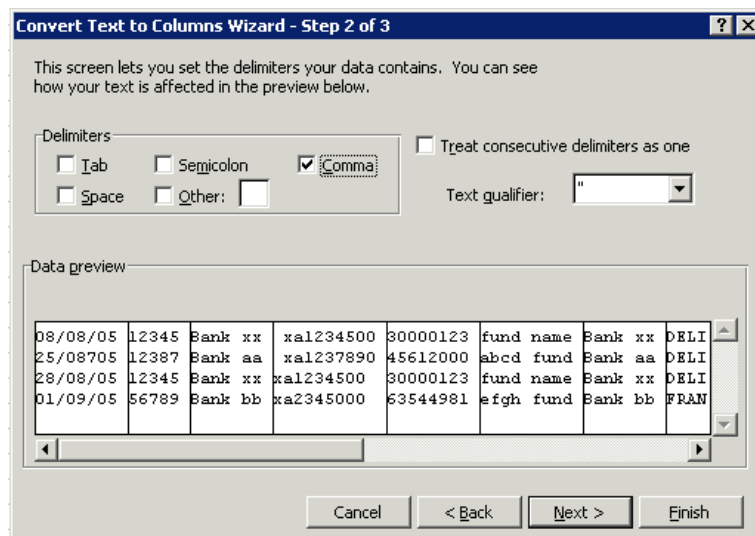 Convert Text to Columns Wizard - Step 2 of 3
This screen lets you set the delimiters your data contains. You can see
how your text is affected in the preview below.
Delimiters
Tab Semicolon Comma
Space Other:
Treat consecutive delimiters as one
Text qualifier: "
Data preview
08/08/05 12345 Bank xx xa1234500 30000123 fund name Bank xx DELI
25/08705 12387 Bank aa xa1237890 45612000 abcd fund Bank aa DELI
28/08/05 12345 Bank xx xa1234500 30000123 fund name Bank xx DELI
01/09/05 56789 Bank bb xa2345000 63544981 efgh fund Bank bb FRAN
Cancel < Back Next > Finish